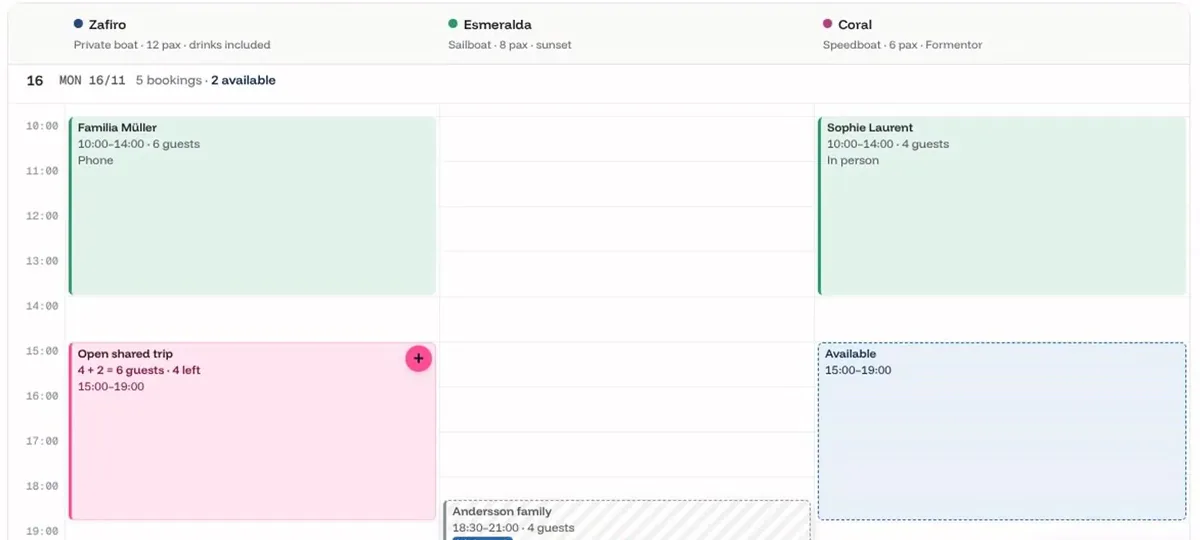 Zafiro
Private boat · 12 pax · drinks included
Esmeralda
Sailboat · 8 pax · sunset
Coral
Speedboat · 6 pax · Formentor
16 MON 16/11 5 bookings · 2 available
10:00
11:00
12:00
13:00
14:00
15:00
16:00
17:00
18:00
19:00
Familia Müller
10:00–14:00 · 6 guests
Phone
Open shared trip
4 + 2 = 6 guests · 4 left
15:00–19:00
+
Andersson family
18:30–21:00 · 4 guests
Sophie Laurent
10:00–14:00 · 4 guests
In person
Available
15:00–19:00